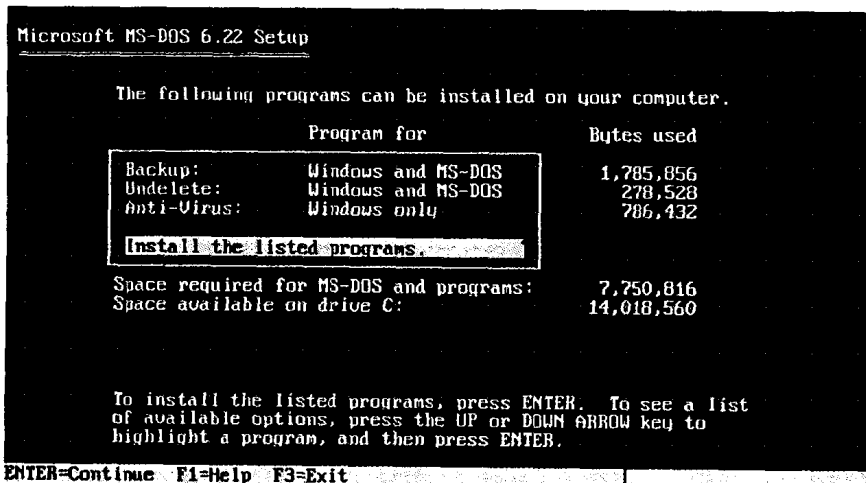 Microsoft MS-DOS 6.22 Setup
The following programs can be installed on your computer.
Program for Bytes used
Backup: Windows and MS-DOS 1,785,856
Undelete: Windows and MS-DOS 278,528
Anti-Virus: Windows only 786,432
Install the listed programs.
Space required for MS-DOS and programs: 7,750,816
Space available on drive C: 14,018,560
To install the listed programs, press ENTER. To see a list
of available options, press the UP or DOWN ARROW key to
highlight a program, and then press ENTER.
ENTER=Continue F1=Help F3=Exit